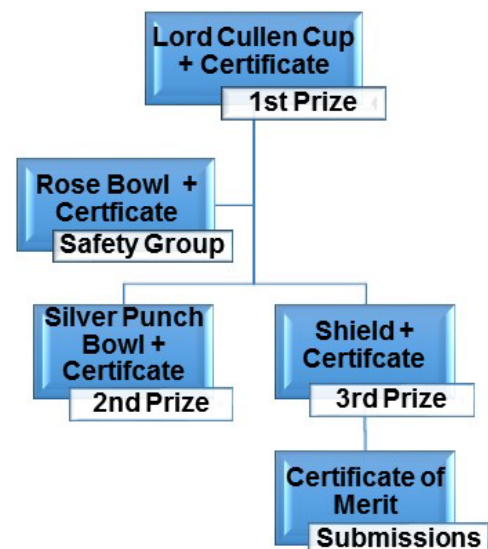 Lord Cullen Cup
+ Certificate
1st Prize
Rose Bowl +
Certficate
Safety Group
Silver Punch
Bowl +
Certifcate
2nd Prize
Shield +
Certifcate
3rd Prize
Certificate of
Merit
Submissions